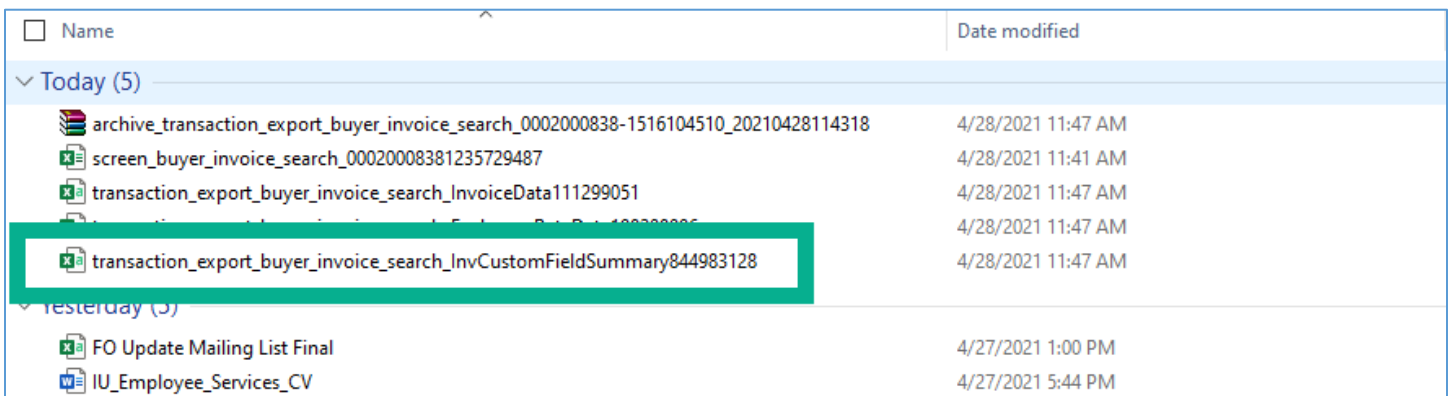 Name Date modified
Today (5)
archive_transaction_export_buyer_invoice_search_0002000838-1516104510_20210428114318 4/28/2021 11:47 AM
screen_buyer_invoice_search_00020008381235729487 4/28/2021 11:41 AM
transaction_export_buyer_invoice_search_InvoiceData111299051 4/28/2021 11:47 AM
4/28/2021 11:47 AM
transaction_export_buyer_invoice_search_InvCustomFieldSummary844983128 4/28/2021 11:47 AM
Yesterday (5)
FO Update Mailing List Final 4/27/2021 1:00 PM
IU_Employee_Services_CV 4/27/2021 5:44 PM